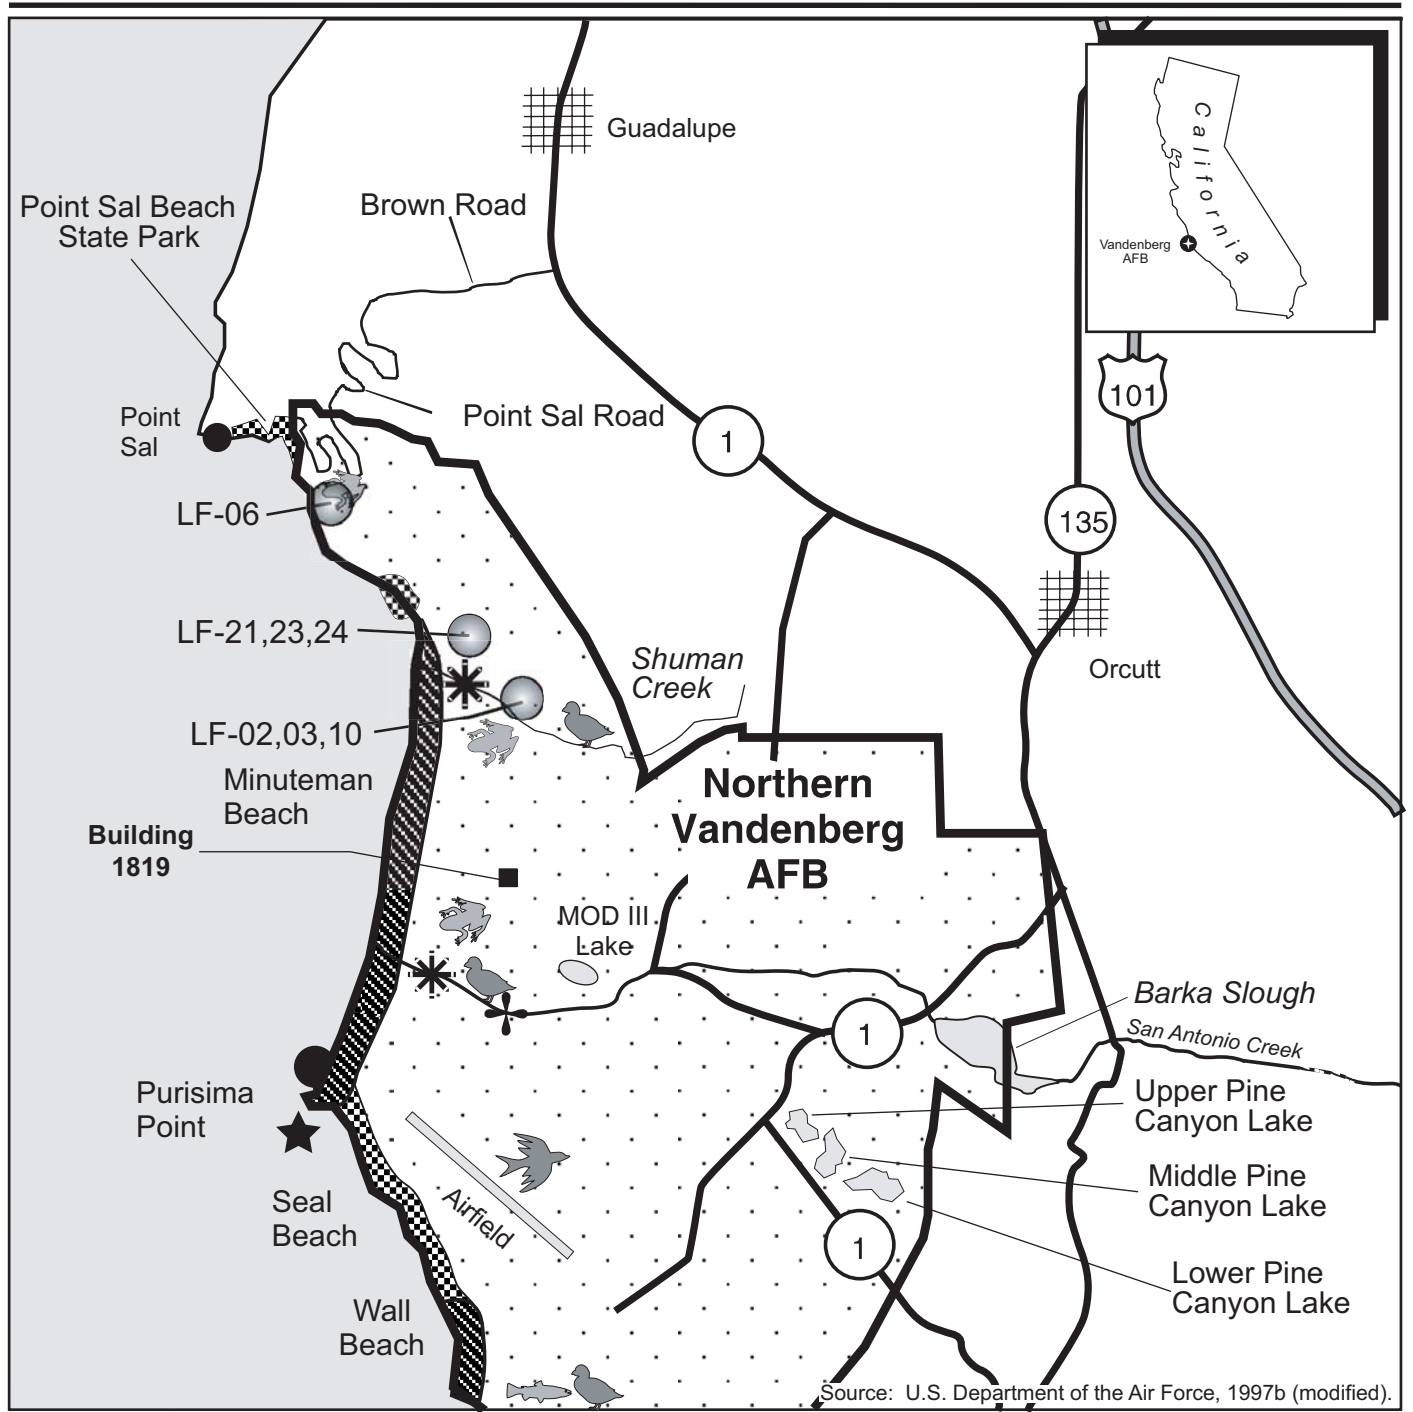 Guadalupe
California
Vandenberg
AFB
Point Sal Beach
State Park
Brown Road
101
Point
Sal
Point Sal Road
1
LF-06
135
LF-21,23,24
Shuman
Creek
Orcutt
LF-02,03,10
Minuteman
Beach
Northern
Vandenberg
AFB
Building
1819
MOD III
Lake
Barka Slough
1
San Antonio Creek
Purisima
Point
Upper Pine
Canyon Lake
Middle Pine
Canyon Lake
Seal
Beach
Airfield
1
Lower Pine
Canyon Lake
Wall
Beach
Source: U.S. Department of the Air Force, 1997b (modified).